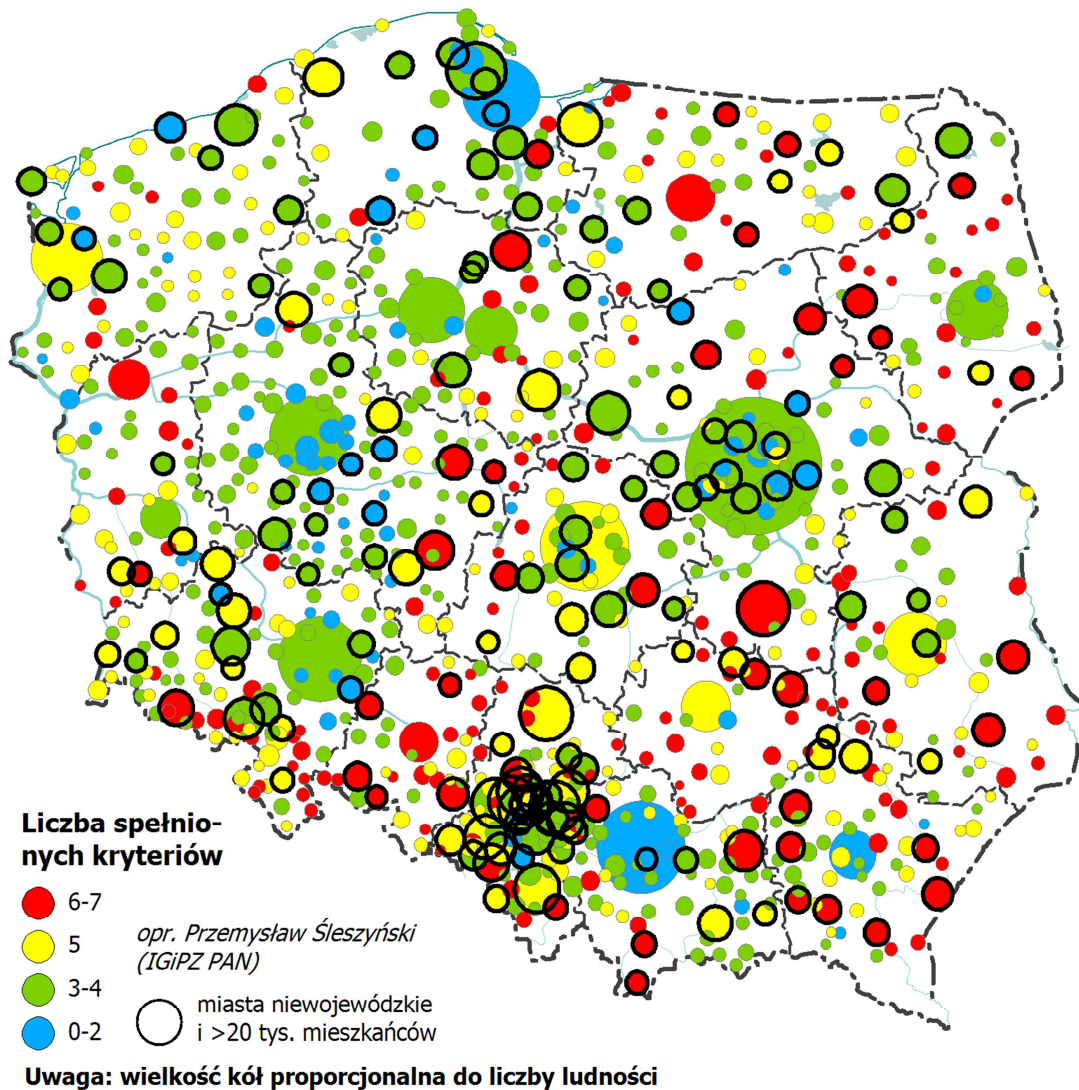 Liczba spełnio-
nych kryteriów
6-7
5
3-4
0-2
opr. Przemysław Śleszyński
(IGiPZ PAN)
miasta niewojewódzkie
i >20 tys. mieszkańców
Uwaga: wielkość kół proporcjonalna do liczby ludności